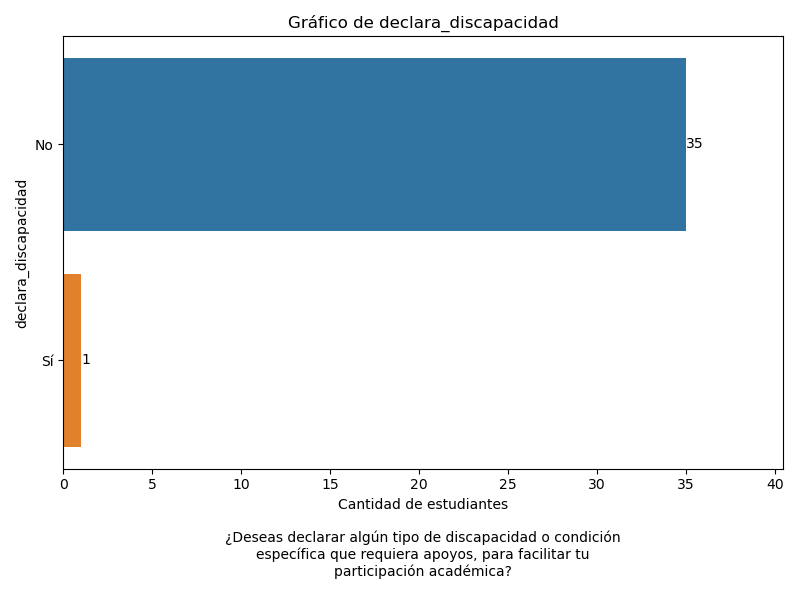 Gráfico de declara_discapacidad
declara_discapacidad
No
35
Sí
1
0 5 10 15 20 25 30 35 40
Cantidad de estudiantes
¿Deseas declarar algún tipo de discapacidad o condición
específica que requiera apoyos, para facilitar tu
participación académica?